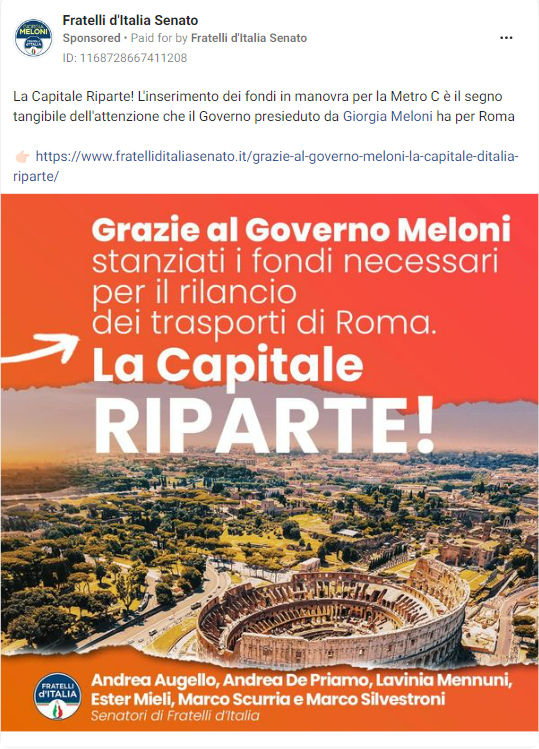 Fratelli d'Italia Senato
Sponsored • Paid for by Fratelli d'Italia Senato
ID: 1168728667411208
La Capitale Riparte! L'inserimento dei fondi in manovra per la Metro C è il segno
tangibile dell'attenzione che il Governo presieduto da Giorgia Meloni ha per Roma
👉🏻 https://www.fratelliditaliasenato.it/grazie-al-governo-meloni-la-capitale-ditalia-
riparte/
Grazie al Governo Meloni
stanziati i fondi necessari
per il rilancio
dei trasporti di Roma.
La Capitale
RIPARTE!
Andrea Augello, Andrea De Priamo, Lavinia Mennuni,
Ester Mieli, Marco Scurria e Marco Silvestroni
Senatori di Fratelli d'Italia
FRATELLI
d'ITALIA
GIORGIA
MELONI